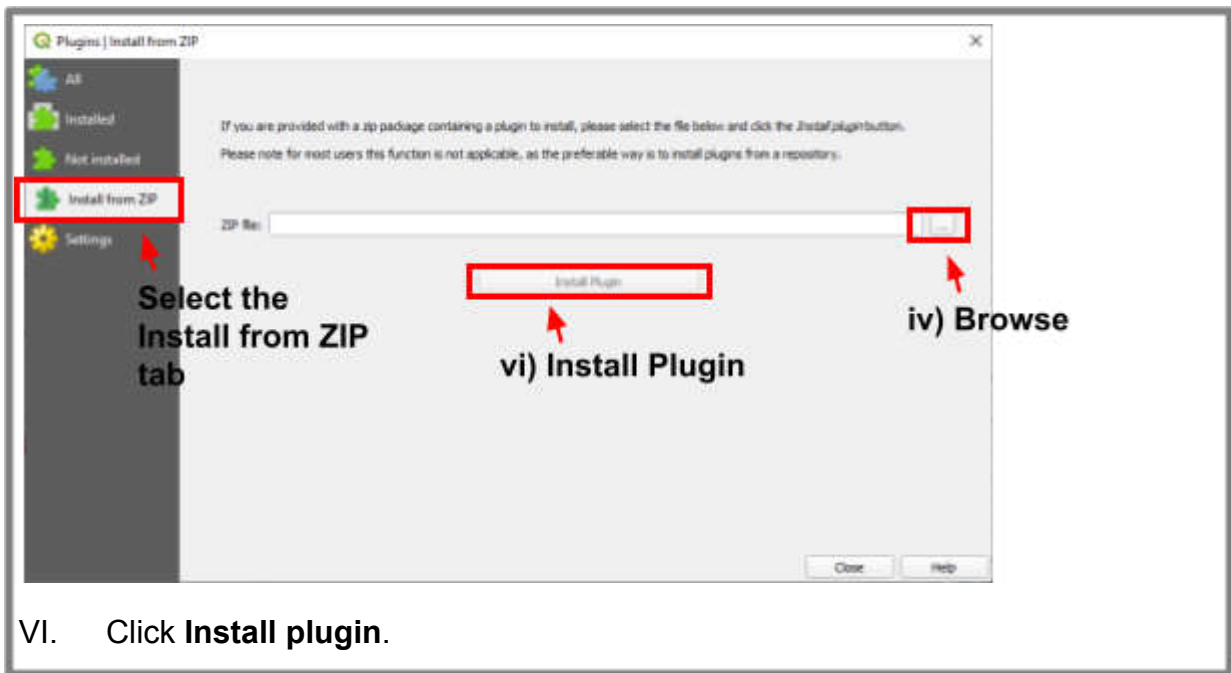 Plugins | Install from ZIP
All
Installed
Not installed
Install from ZIP
Settings
If you are provided with a zip package containing a plugin to install, please select the file below and click the Install plugin button.
Please note for most users this function is not applicable, as the preferable way is to install plugins from a repository.
ZIP file:
...
Install Plugin
Select the
Install from ZIP
tab
vi) Install Plugin
iv) Browse
Close
Help
VI. Click Install plugin.